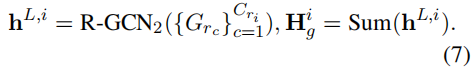 h^{L,i} = R-GCN_2({G_{r_c}}_{c=1}^{C_{r_i}}), H_g^i = Sum(h^{L,i}).
(7)